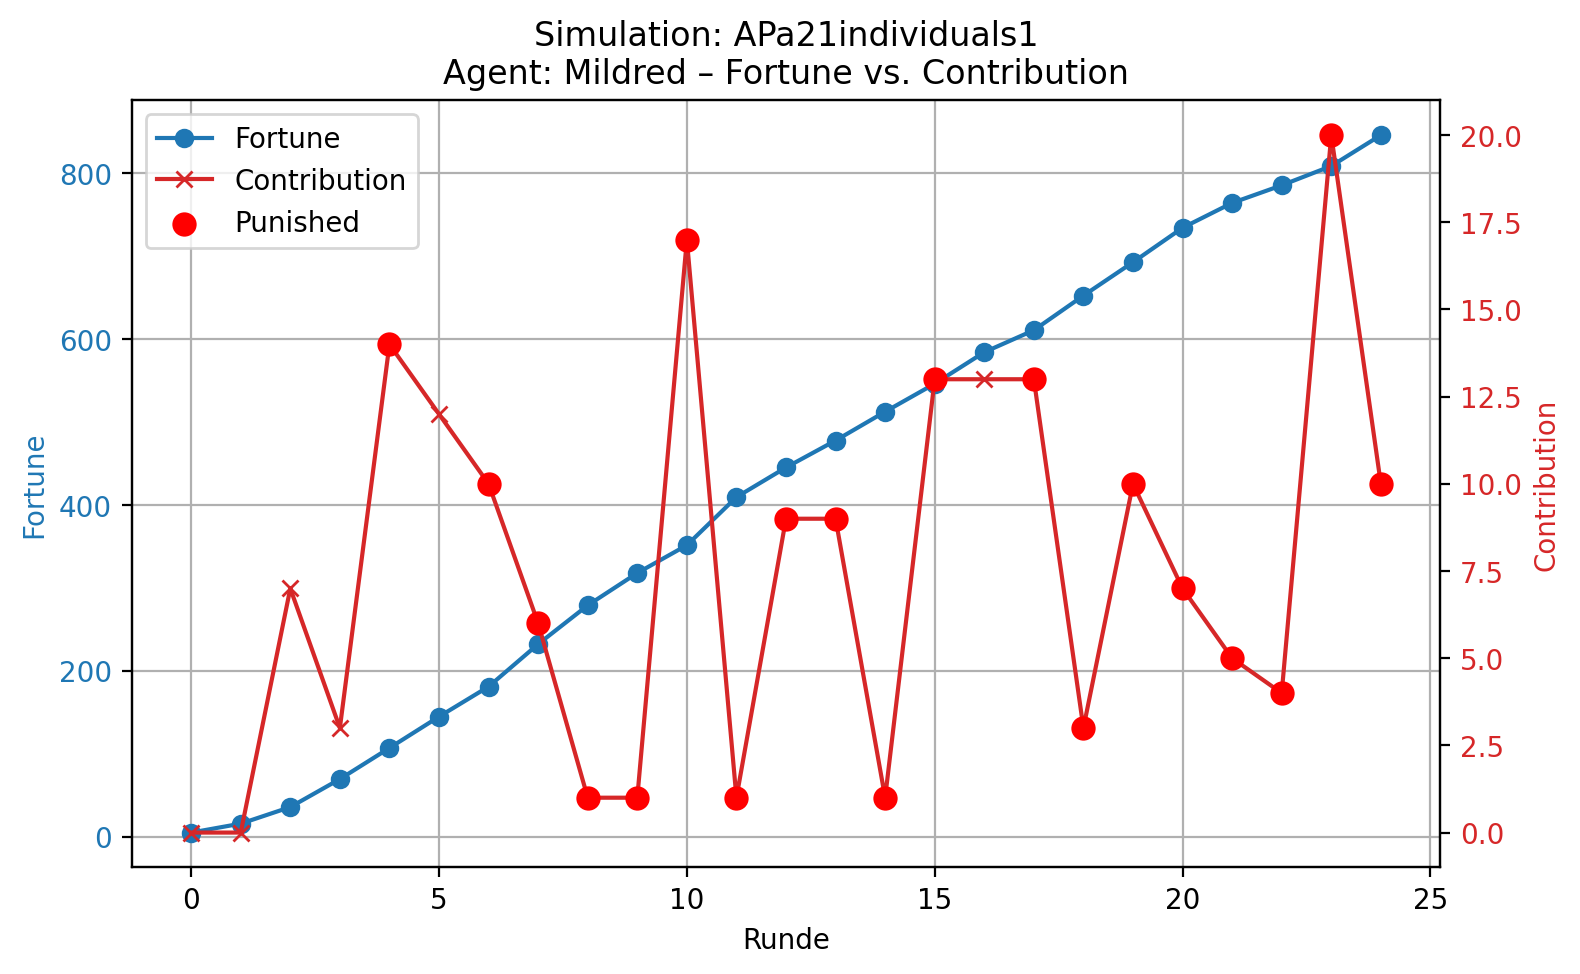 Simulation: APa21individuals1
Agent: Mildred – Fortune vs. Contribution
Fortune
Contribution
Punished
800
600
400
200
0
Fortune
20.0
17.5
15.0
12.5
10.0
7.5
5.0
2.5
0.0
Contribution
0 5 10 15 20 25
Runde